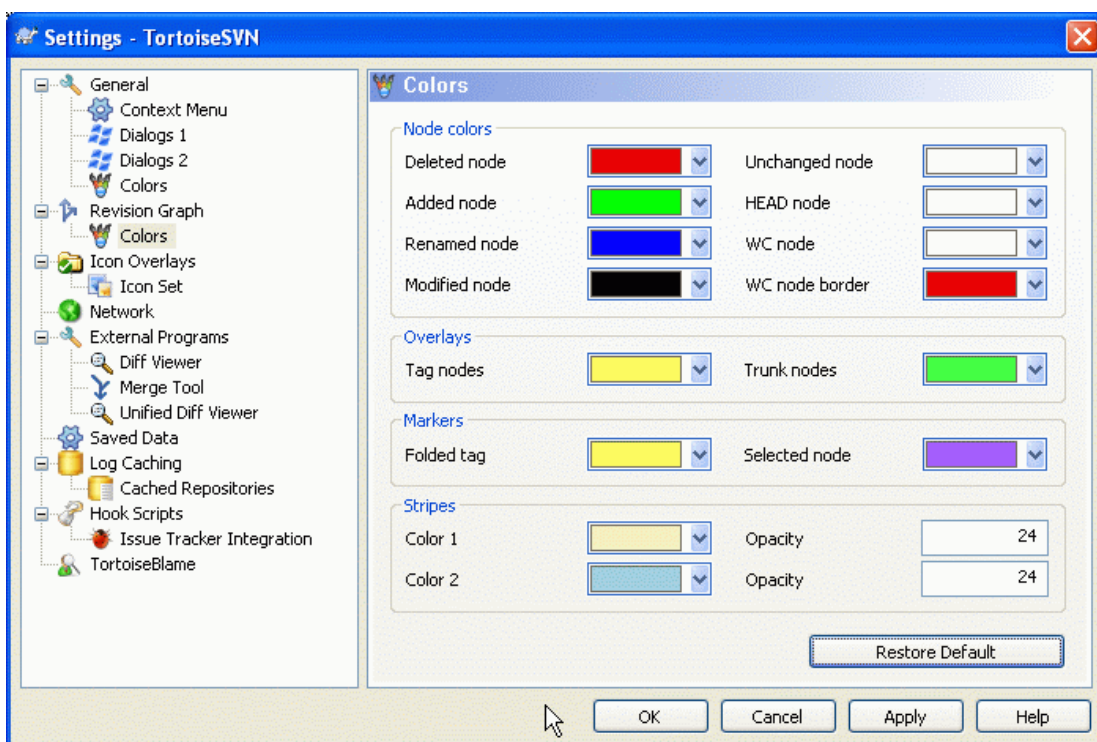 Settings - TortoiseSVN
General
Context Menu
Dialogs 1
Dialogs 2
Colors
Revision Graph
Colors
Icon Overlays
Icon Set
Network
External Programs
Diff Viewer
Merge Tool
Unified Diff Viewer
Saved Data
Log Caching
Cached Repositories
Hook Scripts
Issue Tracker Integration
TortoiseBlame
Colors
Node colors
Deleted node Unchanged node
Added node HEAD node
Renamed node WC node
Modified node WC node border
Overlays
Tag nodes Trunk nodes
Markers
Folded tag Selected node
Stripes
Color 1 Opacity 24
Color 2 Opacity 24
Restore Default
OK Cancel Apply Help